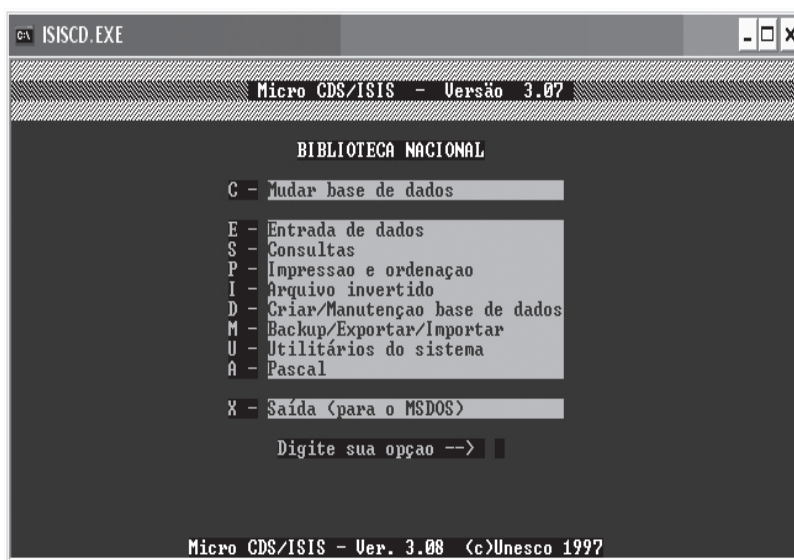 ISISCD.EXE
Micro CDS/ISIS - Versão 3.07
BIBLIOTECA NACIONAL
C - Mudar base de dados
E - Entrada de dados
S - Consultas
P - Impressao e ordenaçao
I - Arquivo invertido
D - Criar/Manutençao base de dados
M - Backup/Exportar/Importar
U - Utilitários do sistema
A - Pascal
X - Saída (para o MSDOS)
Digite sua opçao -->
Micro CDS/ISIS - Ver. 3.08 (c)Unesco 1997